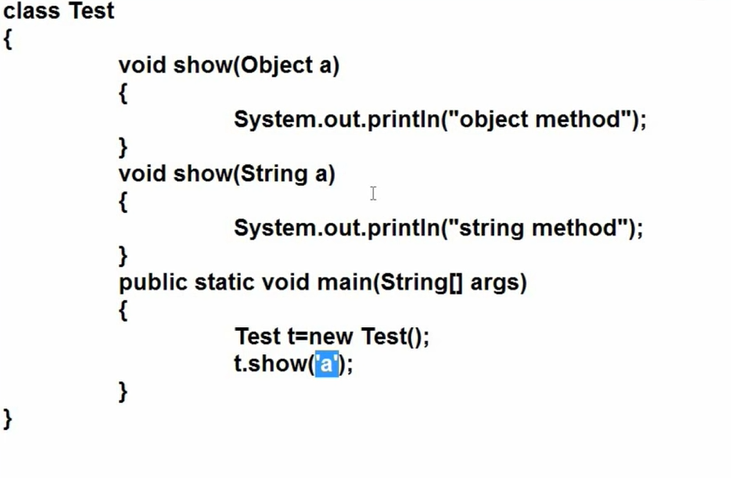 class Test
{
void show(Object a)
{
System.out.println("object method");
}
void show(String a)
{
System.out.println("string method");
}
public static void main(String[] args)
{
Test t=new Test();
t.show('a');
}
}